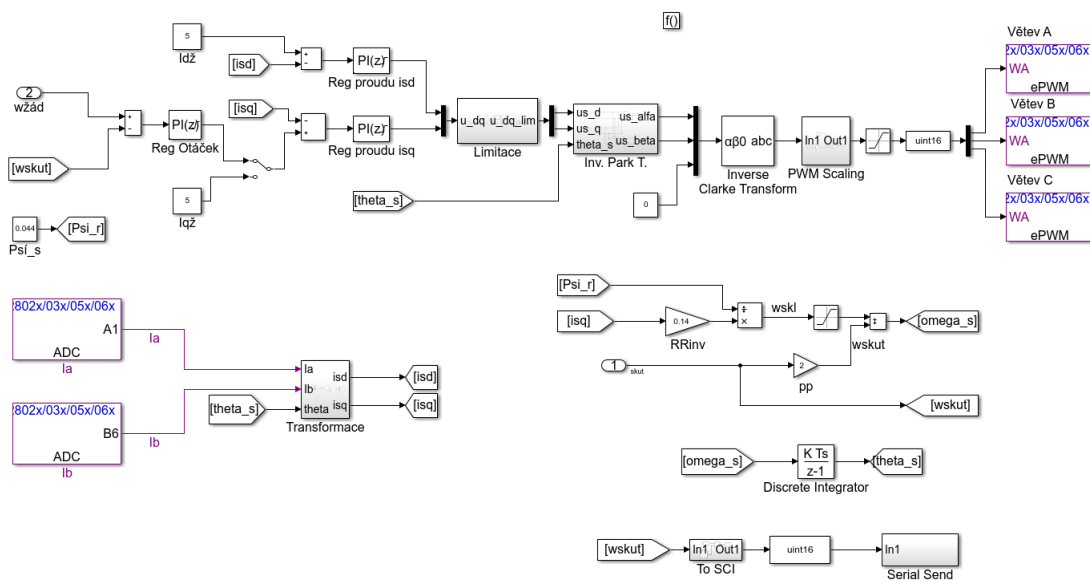 f()
Větev A
2x/03x/05x/06x
WA
ePWM
Větev B
2x/03x/05x/06x
WA
ePWM
Větev C
2x/03x/05x/06x
WA
ePWM
5
Idž
[isd]
PI(z)
Reg proudu isd
2
wžád
[wskut]
PI(z)
Reg Otáček
[isq]
PI(z)
Reg proudu isq
5
Iqž
u_dq u_dq_lim
Limitace
us_d us_alfa
us_q
theta_s us_beta
Inv. Park T.
[theta_s]
0
αβ0 abc
Inverse
Clarke Transform
In1 Out1
PWM Scaling
uint16
0.044
Psí_s
[Psi_r]
802x/03x/05x/06x
A1
ADC
Ia
Ia
802x/03x/05x/06x
B6
ADC
Ib
Ib
[theta_s]
Ia isd
Ib
theta isq
Transformace
[isd]
[isq]
[Psi_r]
[isq]
0.14
RRinv
÷
×
wskl
wskut
[omega_s]
1
skut
2
pp
[wskut]
[omega_s]
K Ts
z-1
Discrete Integrator
[theta_s]
[wskut]
In1 Out1
To SCI
uint16
In1
Serial Send